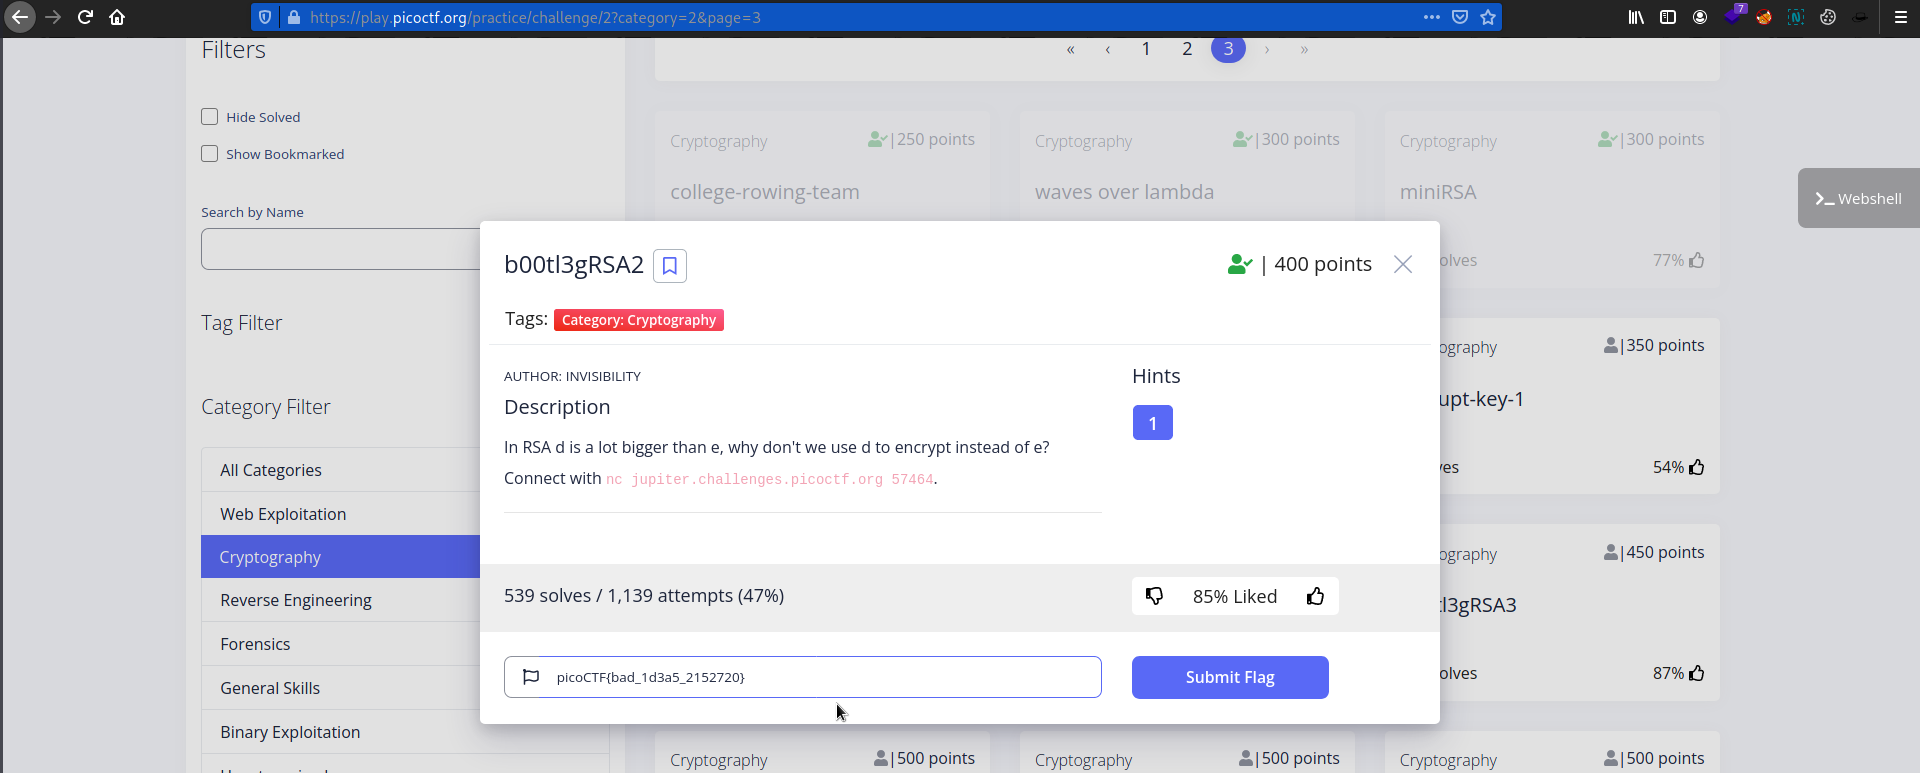 https://play.picoctf.org/practice/challenge/2?category=2&page=3
7
Filters
« ‹ 1 2 3 › »
Hide Solved
Show Bookmarked
Search by Name
Tag Filter
Category Filter
All Categories
Web Exploitation
Cryptography
Reverse Engineering
Forensics
General Skills
Binary Exploitation
Cryptography |250 points
college-rowing-team
Cryptography |300 points
waves over lambda
Cryptography |300 points
miniRSA
olves 77%
Webshell
b00tl3gRSA2 | 400 points
Tags: Category: Cryptography
AUTHOR: INVISIBILITY
Description
In RSA d is a lot bigger than e, why don't we use d to encrypt instead of e?
Connect with nc jupiter.challenges.picoctf.org 57464.
Hints
1
539 solves / 1,139 attempts (47%)
85% Liked
picoCTF{bad_1d3a5_2152720}
Submit Flag
ography |350 points
upt-key-1
ves 54%
ography |450 points
tl3gRSA3
olves 87%
Cryptography |500 points
Cryptography |500 points
Cryptography |500 points